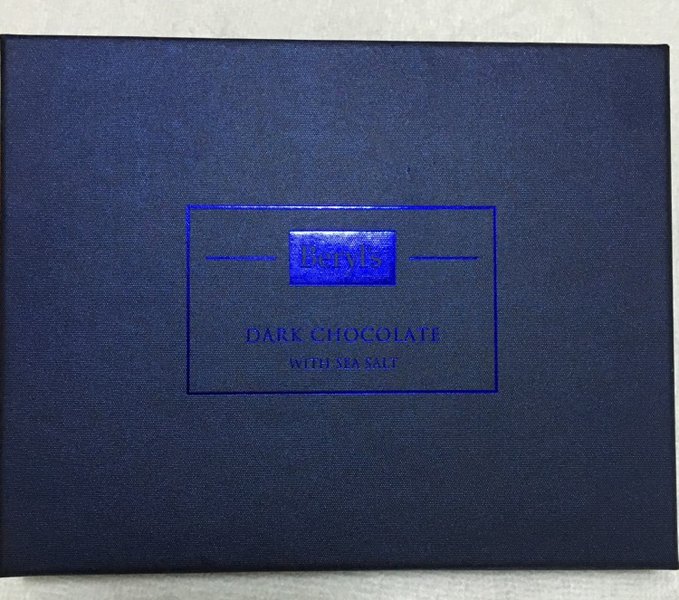 Beryl's
DARK CHOCOLATE
WITH SEA SALT